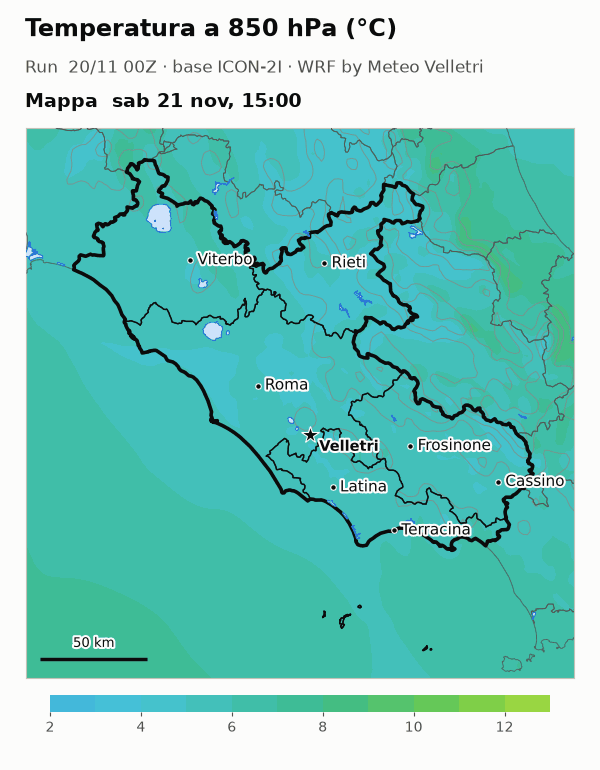 Temperatura a 850 hPa (°C)
Run  20/11 00Z · base ICON-2I · WRF by Meteo Velletri
Mappa  sab 21 nov, 15:00
Viterbo
Rieti
Roma
Velletri
Frosinone
Cassino
Latina
Terracina
50 km
2 4 6 8 10 12